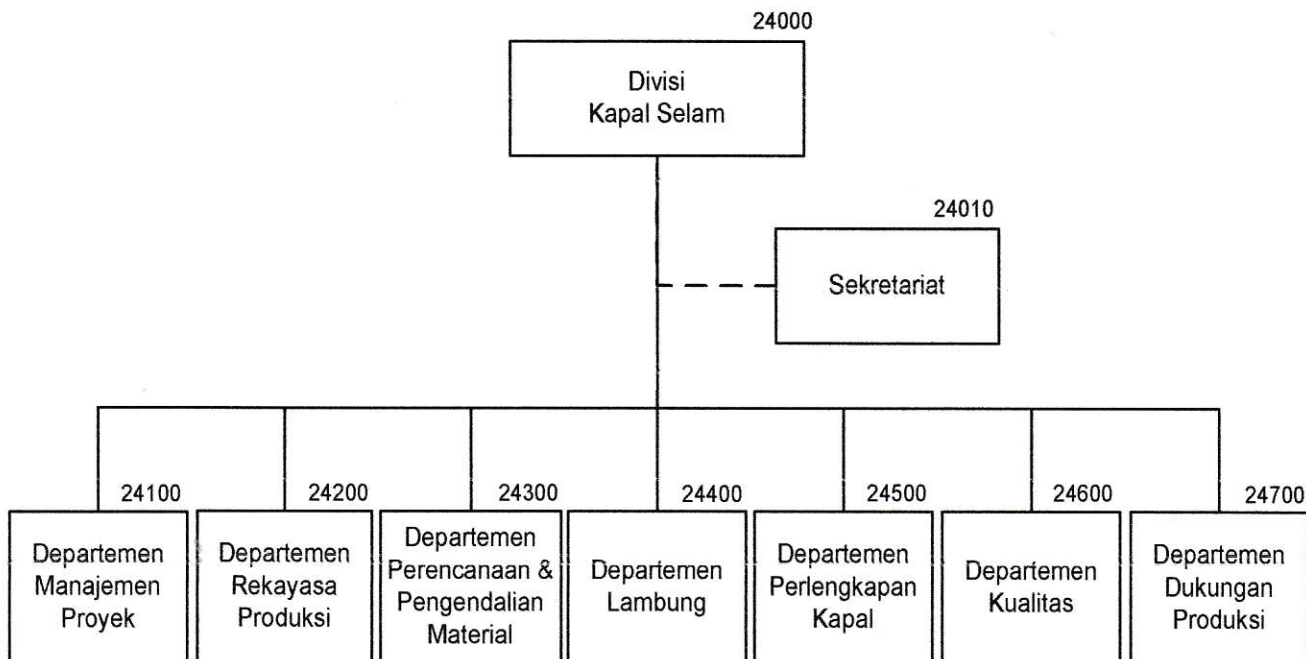 24000
Divisi
Kapal Selam
24010
Sekretariat
24100
Departemen
Manajemen
Proyek
24200
Departemen
Rekayasa
Produksi
24300
Departemen
Perencanaan &
Pengendalian
Material
24400
Departemen
Lambung
24500
Departemen
Perlengkapan
Kapal
24600
Departemen
Kualitas
24700
Departemen
Dukungan
Produksi